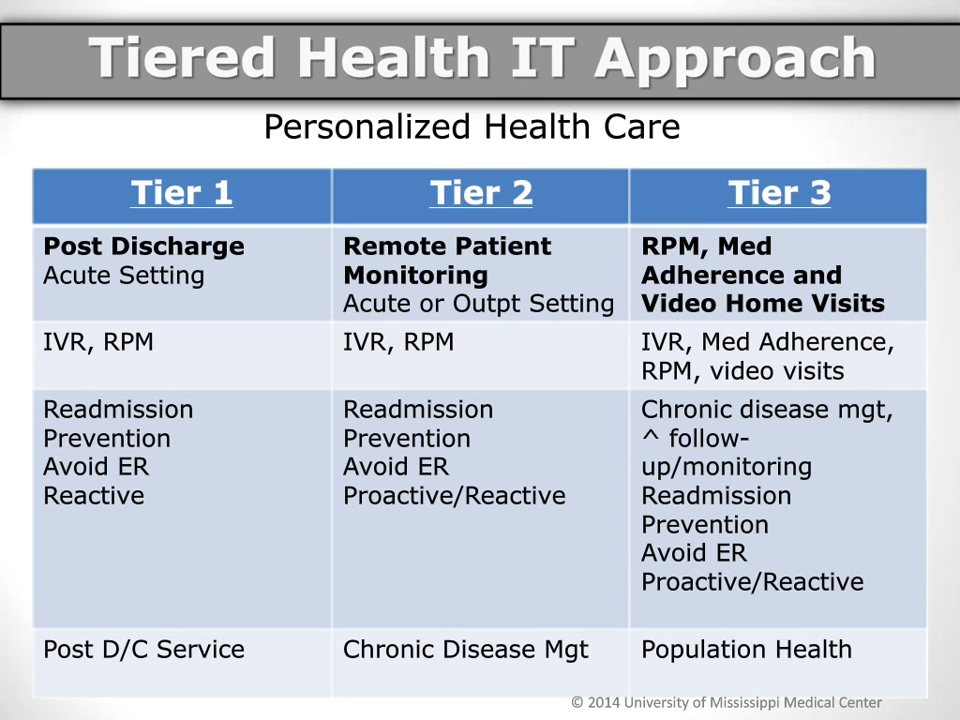 Tiered Health IT Approach
Personalized Health Care
Tier 1
Tier 2
Tier 3
Post Discharge
Acute Setting
Remote Patient
Monitoring
Acute or Outpt Setting
RPM, Med
Adherence and
Video Home Visits
IVR, RPM
IVR, RPM
IVR, Med Adherence,
RPM, video visits
Readmission
Prevention
Avoid ER
Reactive
Readmission
Prevention
Avoid ER
Proactive/Reactive
Chronic disease mgt,
^ follow-
up/monitoring
Readmission
Prevention
Avoid ER
Proactive/Reactive
Post D/C Service
Chronic Disease Mgt
Population Health
© 2014 University of Mississippi Medical Center